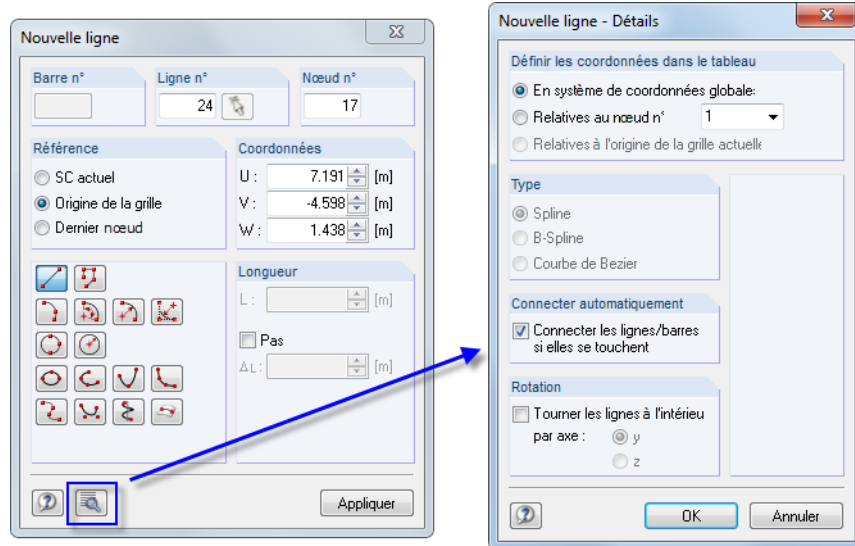 Nouvelle ligne
Barre n°
Ligne n°
Nœud n°
24
17
Référence
SC actuel
Origine de la grille
Dernier nœud
Coordonnées
U :
7.191
[m]
V :
-4.598
[m]
W :
1.438
[m]
Longueur
L :
[m]
Pas
ΔL :
[m]
Appliquer
Nouvelle ligne - Détails
Définir les coordonnées dans le tableau
En système de coordonnées globale:
Relatives au nœud n°
1
Relatives à l'origine de la grille actuelle
Type
Spline
B-Spline
Courbe de Bezier
Connecter automatiquement
Connecter les lignes/barres
si elles se touchent
Rotation
Tourner les lignes à l'intérieu
par axe :
y
z
OK
Annuler